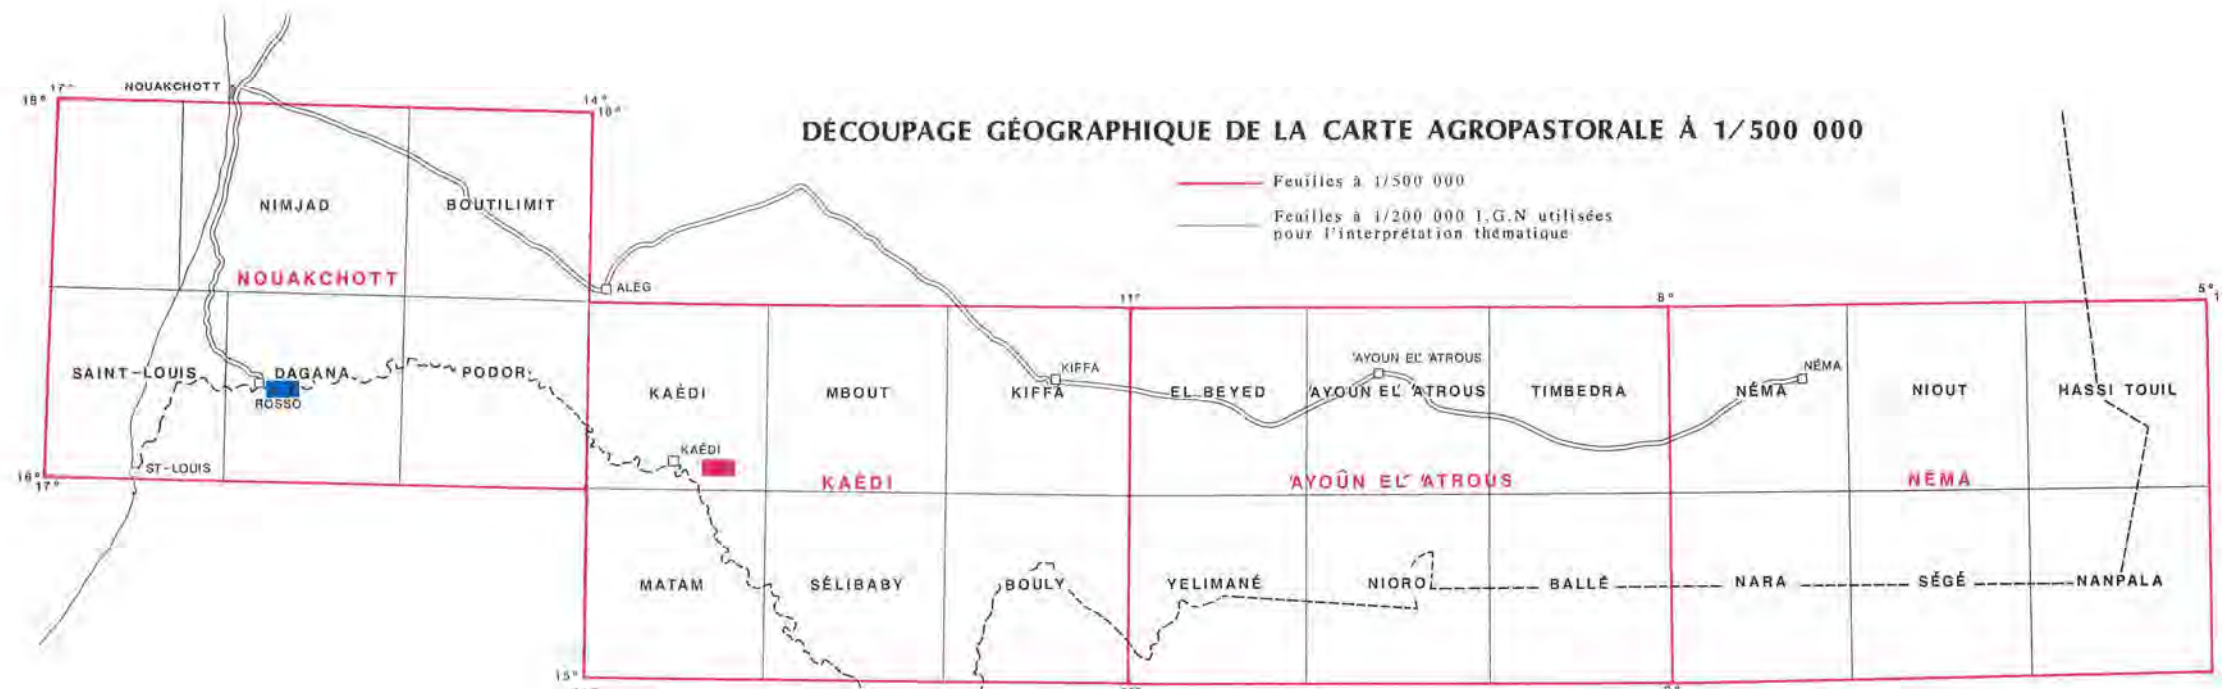 NOUAKCHOTT
18°
17°
14°
18°
DÉCOUPAGE GÉOGRAPHIQUE DE LA CARTE AGROPASTORALE À 1/500 000
Feuilles à 1/500 000
NIMJAD
BOUTILIMIT
Feuilles à 1/200 000 I.G.N utilisées
pour l'interprétation thématique
NOUAKCHOTT
ALEG
11°
8°
5°
SAINT-LOUIS
DAGANA
PODOR
ROSSO
KAÉDI
MBOUT
KIFFA
KIFFA
EL BEYED
'AYOUN EL' 'ATROUS
'AYOUN EL' 'ATROUS
TIMBEDRA
NÉMA
NÉMA
NIOUT
HASSI TOUIL
ST-LOUIS
16°
17°
KAÉDI
KAÉDI
'AYOÛN EL' 'ATROUS
NÉMA
MATAM
SÉLIBABY
BOULY
YELIMANÉ
NIORO
BALLÉ
NARA
SÉGÉ
NANPALA
15°